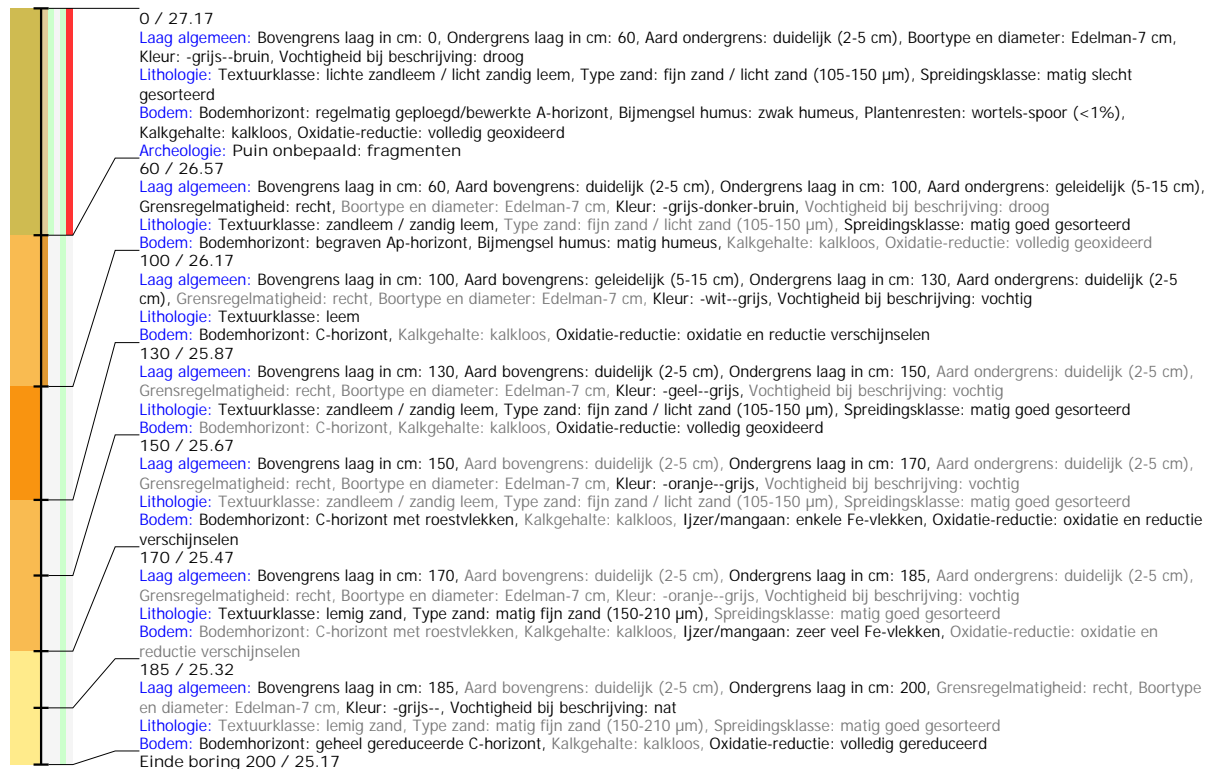 0 / 27.17
Laag algemeen: Bovengrens laag in cm: 0, Ondergrens laag in cm: 60, Aard ondergrens: duidelijk (2-5 cm), Boortype en diameter: Edelman-7 cm,
Kleur: -grijs--bruin, Vochtigheid bij beschrijving: droog
Lithologie: Textuurklasse: lichte zandleem / licht zandig leem, Type zand: fijn zand / licht zand (105-150 µm), Spreidingsklasse: matig slecht
gesorteerd
Bodem: Bodemhorizont: regelmatig geploegd/bewerkte A-horizont, Bijmengsel humus: zwak humeus, Plantenresten: wortels-spoor (<1%),
Kalkgehalte: kalkloos, Oxidatie-reductie: volledig geoxideerd
Archeologie: Puin onbepaald: fragmenten
60 / 26.57
Laag algemeen: Bovengrens laag in cm: 60, Aard bovengrens: duidelijk (2-5 cm), Ondergrens laag in cm: 100, Aard ondergrens: geleidelijk (5-15 cm),
Grensregelmatigheid: recht, Boortype en diameter: Edelman-7 cm, Kleur: -grijs-donker-bruin, Vochtigheid bij beschrijving: droog
Lithologie: Textuurklasse: zandleem / zandig leem, Type zand: fijn zand / licht zand (105-150 µm), Spreidingsklasse: matig goed gesorteerd
Bodem: Bodemhorizont: begraven Ap-horizont, Bijmengsel humus: matig humeus, Kalkgehalte: kalkloos, Oxidatie-reductie: volledig geoxideerd
100 / 26.17
Laag algemeen: Bovengrens laag in cm: 100, Aard bovengrens: geleidelijk (5-15 cm), Ondergrens laag in cm: 130, Aard ondergrens: duidelijk (2-5
cm), Grensregelmatigheid: recht, Boortype en diameter: Edelman-7 cm, Kleur: -wit--grijs, Vochtigheid bij beschrijving: vochtig
Lithologie: Textuurklasse: leem
Bodem: Bodemhorizont: C-horizont, Kalkgehalte: kalkloos, Oxidatie-reductie: oxidatie en reductie verschijnselen
130 / 25.87
Laag algemeen: Bovengrens laag in cm: 130, Aard bovengrens: duidelijk (2-5 cm), Ondergrens laag in cm: 150, Aard ondergrens: duidelijk (2-5 cm),
Grensregelmatigheid: recht, Boortype en diameter: Edelman-7 cm, Kleur: -geel--grijs, Vochtigheid bij beschrijving: vochtig
Lithologie: Textuurklasse: zandleem / zandig leem, Type zand: fijn zand / licht zand (105-150 µm), Spreidingsklasse: matig goed gesorteerd
Bodem: Bodemhorizont: C-horizont, Kalkgehalte: kalkloos, Oxidatie-reductie: volledig geoxideerd
150 / 25.67
Laag algemeen: Bovengrens laag in cm: 150, Aard bovengrens: duidelijk (2-5 cm), Ondergrens laag in cm: 170, Aard ondergrens: duidelijk (2-5 cm),
Grensregelmatigheid: recht, Boortype en diameter: Edelman-7 cm, Kleur: -oranje--grijs, Vochtigheid bij beschrijving: vochtig
Lithologie: Textuurklasse: zandleem / zandig leem, Type zand: fijn zand / licht zand (105-150 µm), Spreidingsklasse: matig goed gesorteerd
Bodem: Bodemhorizont: C-horizont met roestvlekken, Kalkgehalte: kalkloos, Ijzer/mangaan: enkele Fe-vlekken, Oxidatie-reductie: oxidatie en reductie
verschijnselen
170 / 25.47
Laag algemeen: Bovengrens laag in cm: 170, Aard bovengrens: duidelijk (2-5 cm), Ondergrens laag in cm: 185, Aard ondergrens: duidelijk (2-5 cm),
Grensregelmatigheid: recht, Boortype en diameter: Edelman-7 cm, Kleur: -oranje--grijs, Vochtigheid bij beschrijving: vochtig
Lithologie: Textuurklasse: lemig zand, Type zand: matig fijn zand (150-210 µm), Spreidingsklasse: matig goed gesorteerd
Bodem: Bodemhorizont: C-horizont met roestvlekken, Kalkgehalte: kalkloos, Ijzer/mangaan: zeer veel Fe-vlekken, Oxidatie-reductie: oxidatie en
reductie verschijnselen
185 / 25.32
Laag algemeen: Bovengrens laag in cm: 185, Aard bovengrens: duidelijk (2-5 cm), Ondergrens laag in cm: 200, Grensregelmatigheid: recht, Boortype
en diameter: Edelman-7 cm, Kleur: -grijs--, Vochtigheid bij beschrijving: nat
Lithologie: Textuurklasse: lemig zand, Type zand: matig fijn zand (150-210 µm), Spreidingsklasse: matig goed gesorteerd
Bodem: Bodemhorizont: geheel gereduceerde C-horizont, Kalkgehalte: kalkloos, Oxidatie-reductie: volledig gereduceerd
Einde boring 200 / 25.17